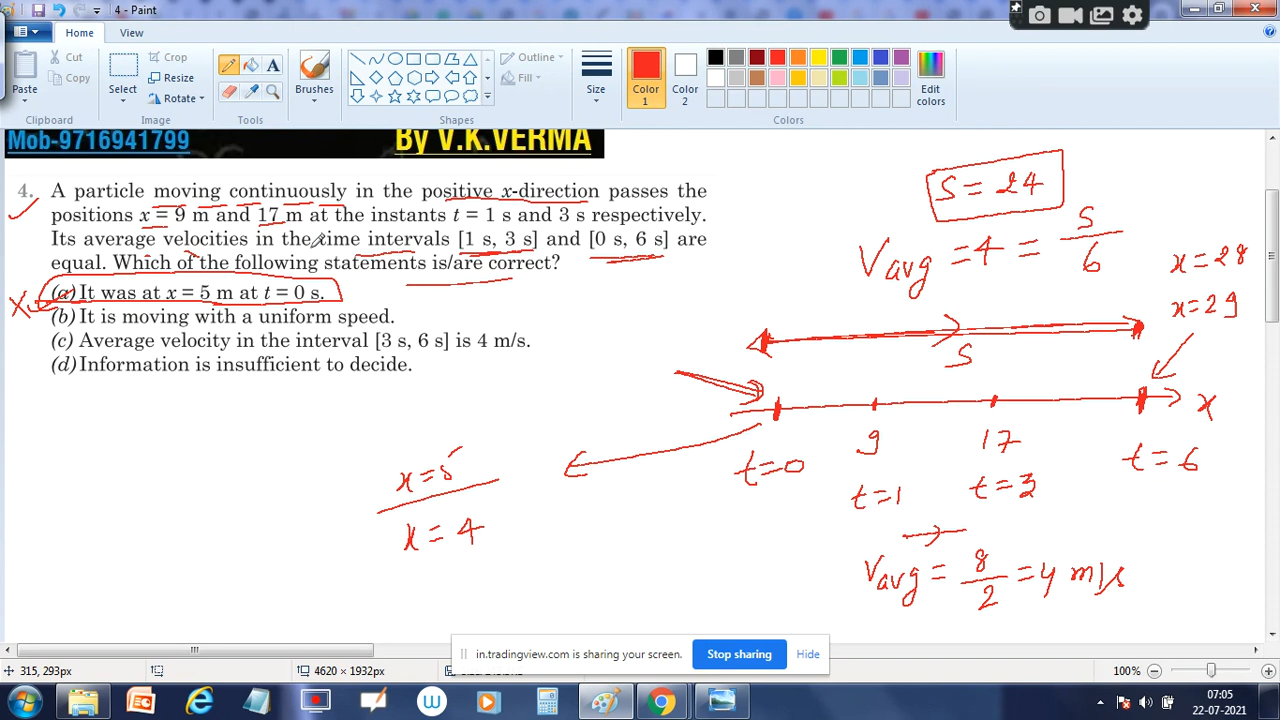 4 - Paint
Home
View
Paste
Cut
Copy
Clipboard
Select
Crop
Resize
Rotate
Image
Tools
Brushes
Shapes
Outline
Fill
Size
Color 1
Color 2
Edit colors
Colors
Mob-9716941799
By V.K.VERMA
4. A particle moving continuously in the positive x-direction passes the
positions x = 9 m and 17 m at the instants t = 1 s and 3 s respectively.
Its average velocities in the time intervals [1 s, 3 s] and [0 s, 6 s] are
equal. Which of the following statements is/are correct?
(a) It was at x = 5 m at t = 0 s.
(b) It is moving with a uniform speed.
(c) Average velocity in the interval [3 s, 6 s] is 4 m/s.
(d) Information is insufficient to decide.
S = 24
Vavg = 4 = S/6
x = 28
x = 29
S
x
9
17
t=0
t=1
t=3
t=6
x=5
x=4
Vavg = 8/2 = 4 m/s
in.tradingview.com is sharing your screen.
Stop sharing
Hide
315, 293px
4620 × 1932px
100%
07:05
22-07-2021